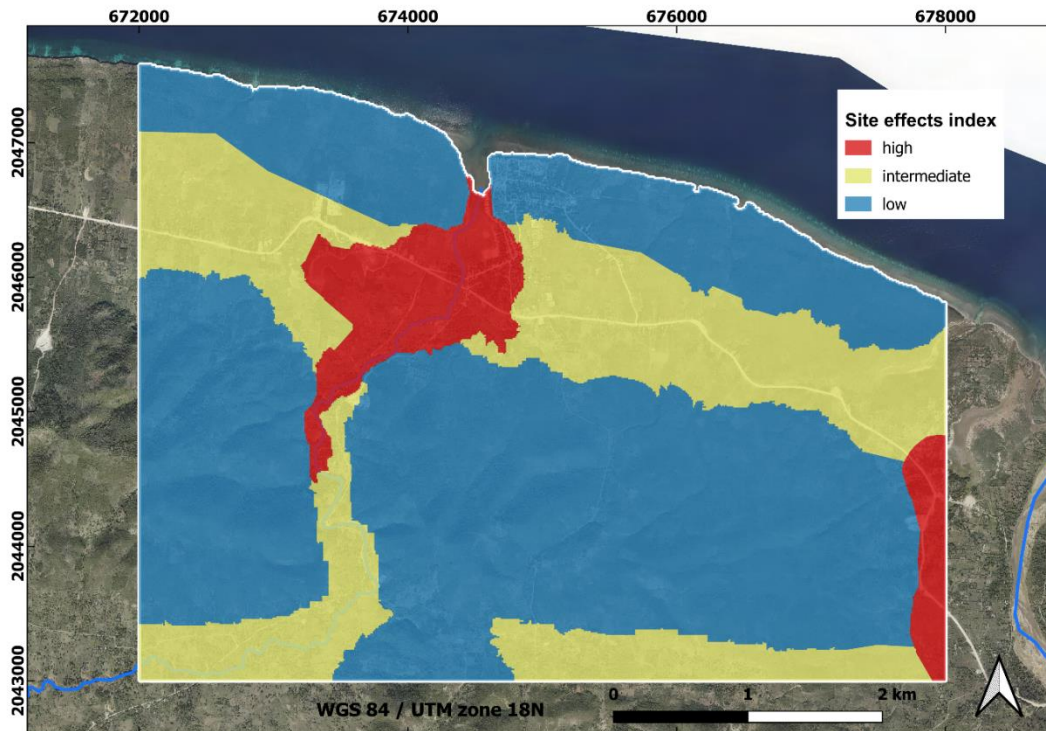 672000 674000 676000 678000
Site effects index
high
intermediate
low
2047000
2046000
2045000
2044000
2043000
0 1 2 km
WGS 84 / UTM zone 18N